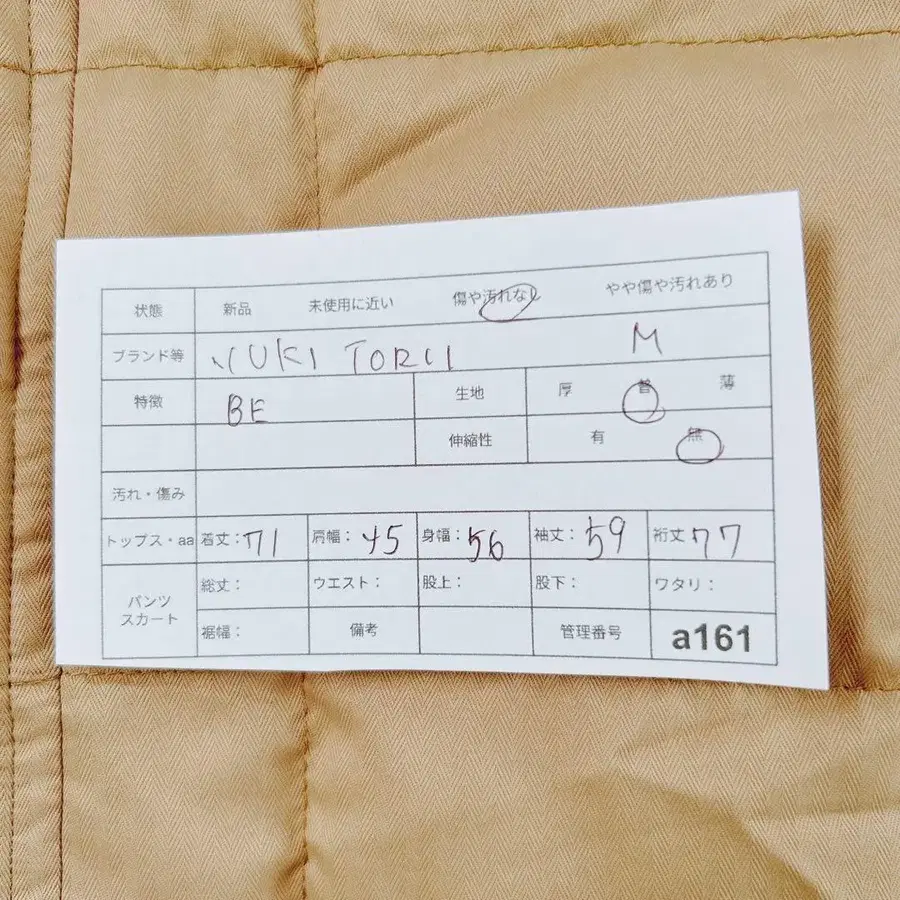 状態 新品 未使用に近い 傷や汚れなし やや傷や汚れあり
ブランド等 YUKI TORII M
特徴 BE 生地 厚 普 薄
伸縮性 有 無
汚れ・傷み
トップス・aa 着丈:71 肩幅:45 身幅:56 袖丈:59 裄丈 77
パンツ スカート 総丈: ウエスト: 股上: 股下: ワタリ:
裾幅: 備考 管理番号 a161